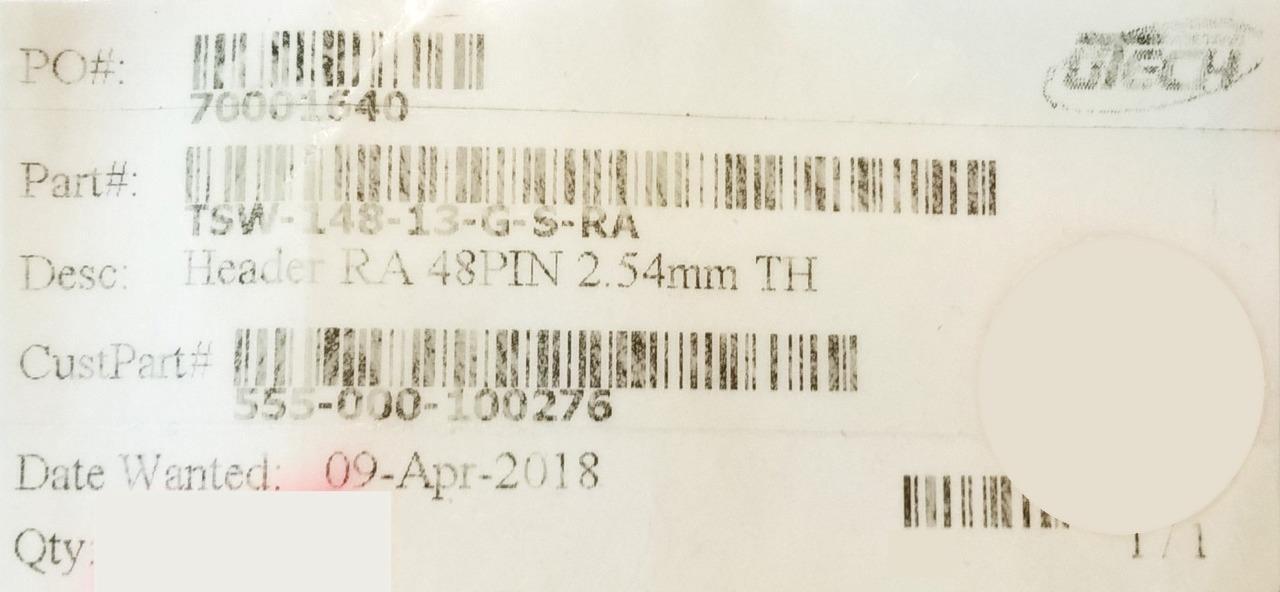 PO#:
GTECH
70001640
Part#:
TSW-148-13-G-S-RA
Desc: Header RA 48PIN 2.54mm TH
CustPart#
555-000-100276
Date Wanted: 09-Apr-2018
Qty:
1 / 1